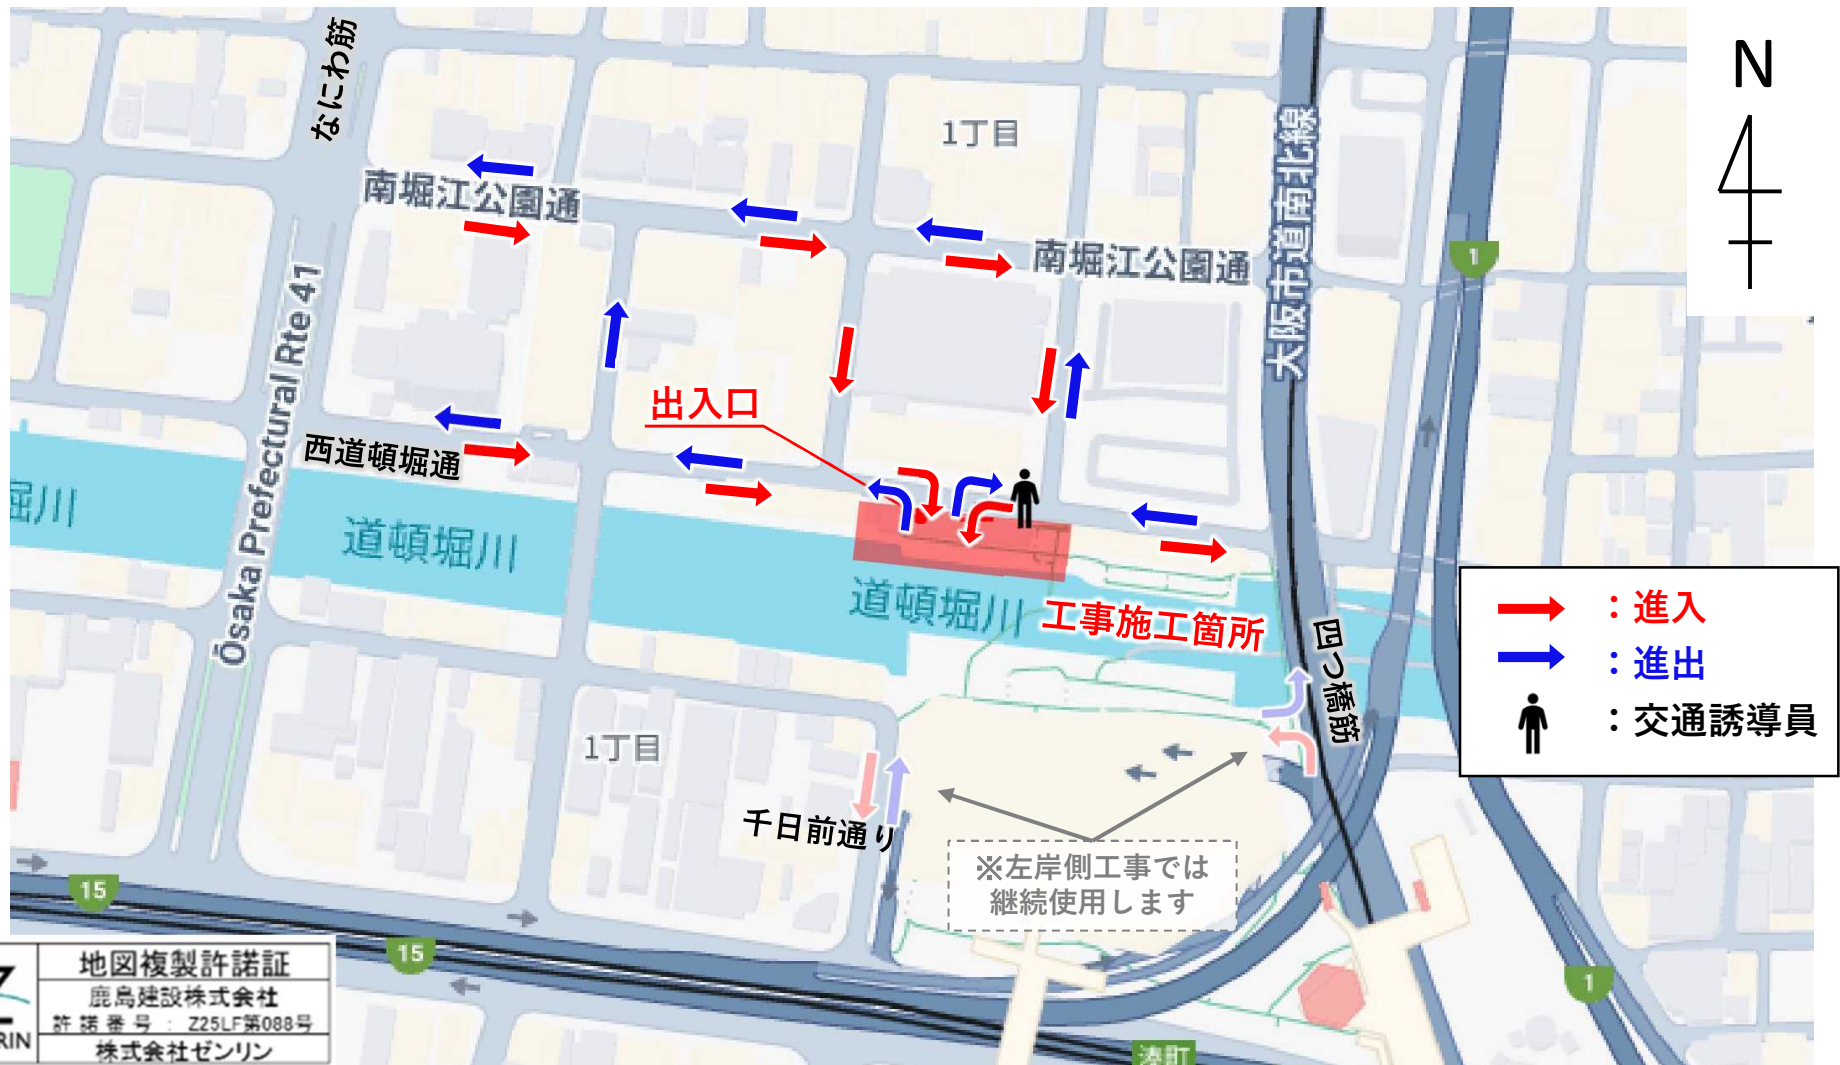 なにわ筋
1丁目
N
南堀江公園通
南堀江公園通
大阪市道南北線
1
Ōsaka Prefectural Rte 41
出入口
西道頓堀通
堀川
道頓堀川
道頓堀川
工事施工箇所
四つ橋筋
：進入
：進出
：交通誘導員
1丁目
千日前通り
※左岸側工事では
継続使用します
15
15
1
湊町
地図複製許諾証
鹿島建設株式会社
許諾番号 ： Z25LF第088号
株式会社ゼンリン
RIN